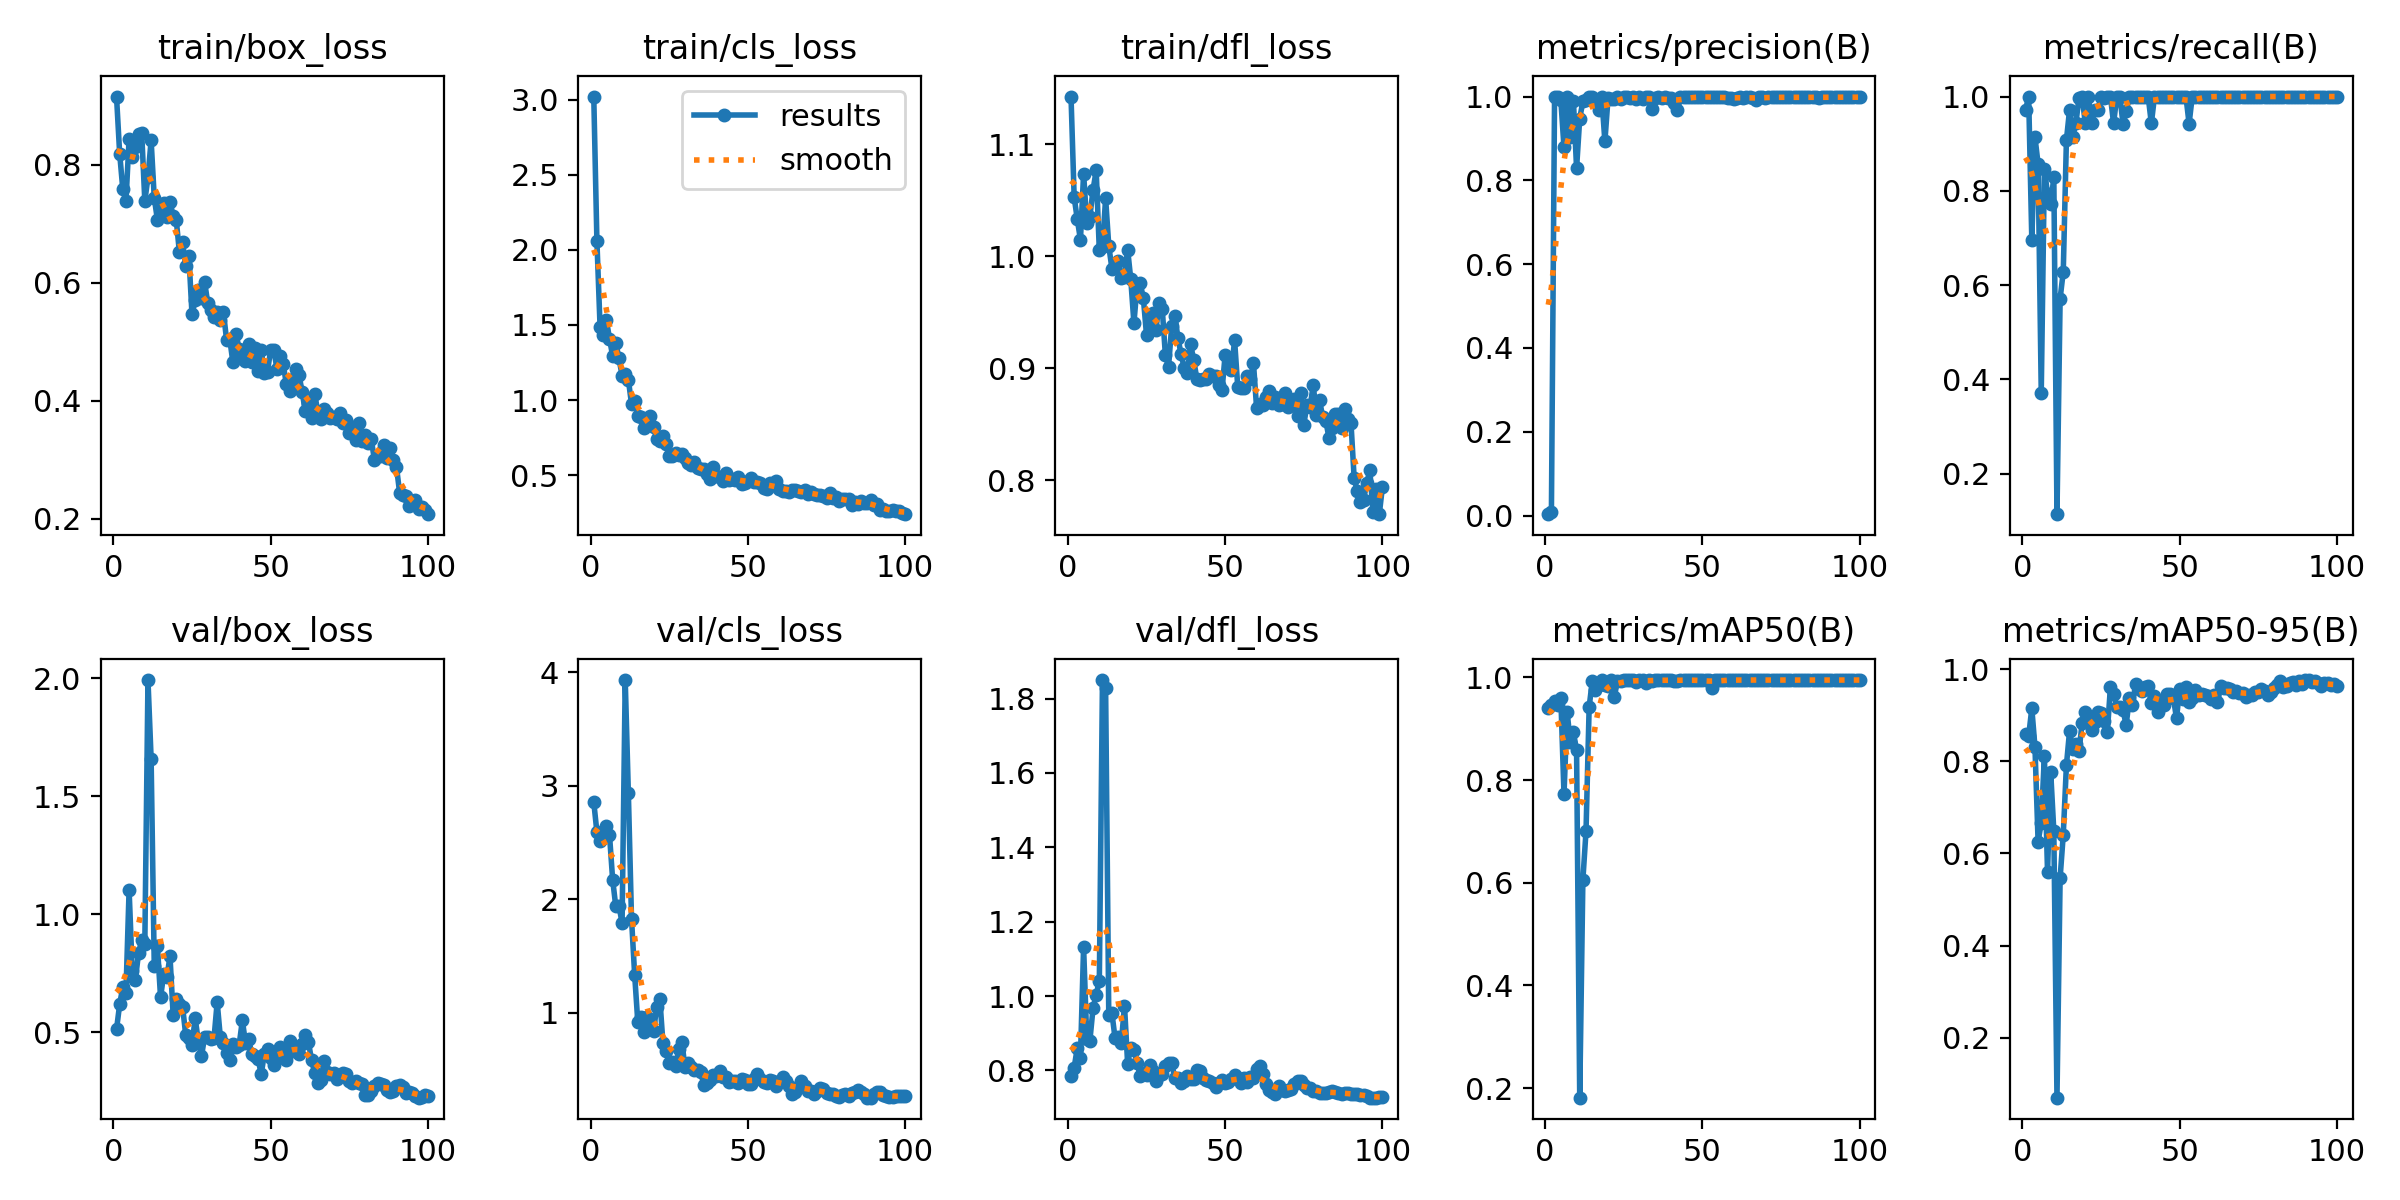 train/box_loss
0.8
0.6
0.4
0.2
0 50 100
train/cls_loss
results
smooth
3.0
2.5
2.0
1.5
1.0
0.5
0 50 100
train/dfl_loss
1.1
1.0
0.9
0.8
0 50 100
metrics/precision(B)
1.0
0.8
0.6
0.4
0.2
0.0
0 50 100
metrics/recall(B)
1.0
0.8
0.6
0.4
0.2
0 50 100
val/box_loss
2.0
1.5
1.0
0.5
0 50 100
val/cls_loss
4
3
2
1
0 50 100
val/dfl_loss
1.8
1.6
1.4
1.2
1.0
0.8
0 50 100
metrics/mAP50(B)
1.0
0.8
0.6
0.4
0.2
0 50 100
metrics/mAP50-95(B)
1.0
0.8
0.6
0.4
0.2
0 50 100